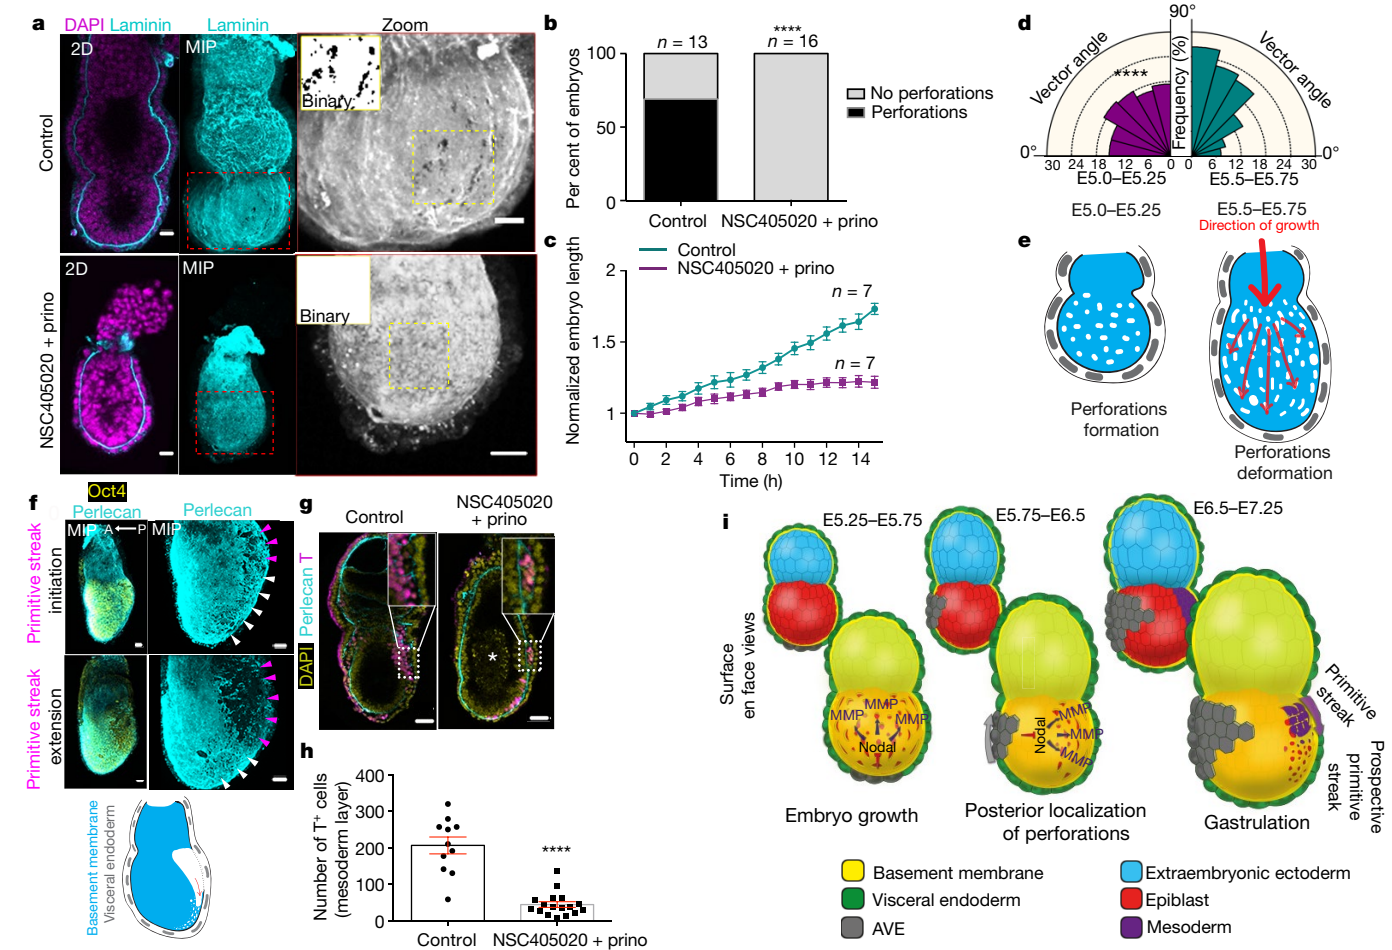 a
DAPI Laminin
Laminin
Zoom
Control
2D
MIP
Binary
NSC405020 + prino
2D
MIP
Binary
b
Per cent of embryos
100
50
0
n = 13
****
n = 16
Control
NSC405020 + prino
No perforations
Perforations
c
Control
NSC405020 + prino
Normalized embryo length
2
1.5
1
n = 7
n = 7
0 2 4 6 8 10 12 14
Time (h)
d
90°
Vector angle
Frequency (%)
Vector angle
****
0°
0°
30 24 18 12 6 0
0 6 12 18 24 30
E5.0–E5.25
E5.5–E5.75
e
E5.0–E5.25
E5.5–E5.75
Direction of growth
Perforations
formation
Perforations
deformation
f
Oct4
Perlecan
Perlecan
MIP A P
MIP
Primitive streak
initiation
Primitive streak
extension
Basement membrane
Visceral endoderm
g
Control
NSC405020
+ prino
DAPI Perlecan T
*
h
Number of T+ cells
(mesoderm layer)
400
300
200
100
0
****
Control
NSC405020 + prino
i
E5.25–E5.75
E5.75–E6.5
E6.5–E7.25
Surface
en face views
MMP
MMP
MMP
Nodal
Nodal
MMP
MMP
MMP
Primitive
streak
Prospective
primitive
streak
Embryo growth
Posterior localization
of perforations
Gastrulation
Basement membrane
Visceral endoderm
AVE
Extraembryonic ectoderm
Epiblast
Mesoderm